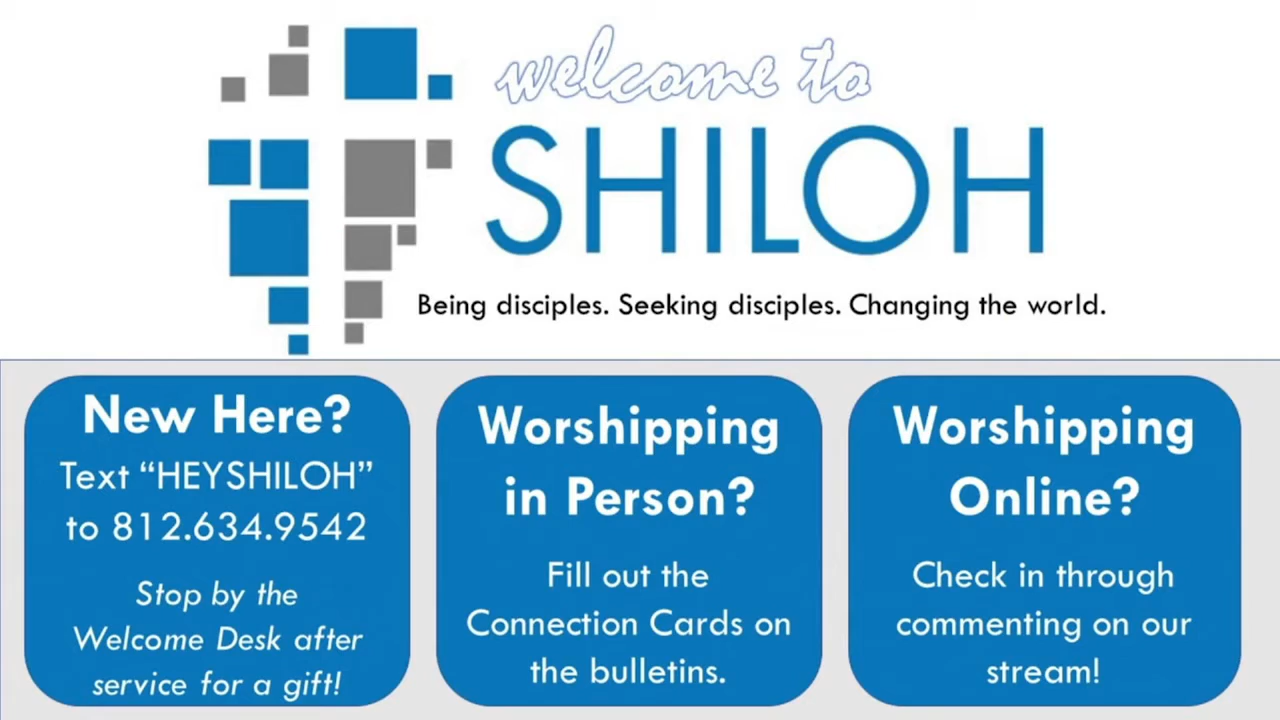 welcome to
SHILOH
Being disciples. Seeking disciples. Changing the world.
New Here?
Text “HEYSHILOH”
to 812.634.9542
Stop by the
Welcome Desk after
service for a gift!
Worshipping
in Person?
Fill out the
Connection Cards on
the bulletins.
Worshipping
Online?
Check in through
commenting on our
stream!